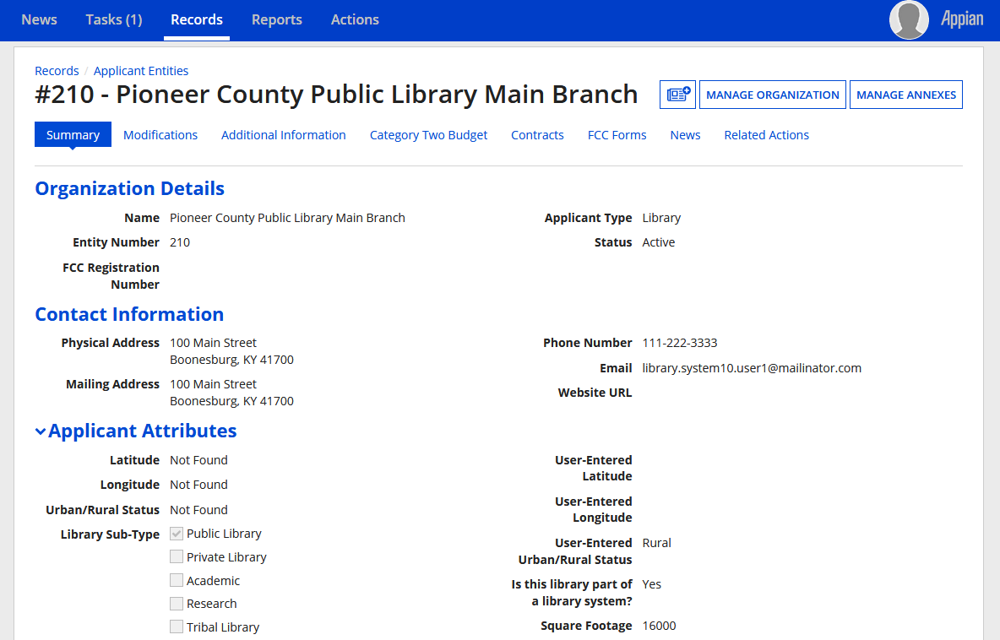 News Tasks (1) Records Reports Actions Appian
Records / Applicant Entities
#210 - Pioneer County Public Library Main Branch
MANAGE ORGANIZATION MANAGE ANNEXES
Summary Modifications Additional Information Category Two Budget Contracts FCC Forms News Related Actions
Organization Details
Name Pioneer County Public Library Main Branch
Applicant Type Library
Entity Number 210
Status Active
FCC Registration
Number
Contact Information
Physical Address 100 Main Street
Boonesburg, KY 41700
Phone Number 111-222-3333
Email library.system10.user1@mailinator.com
Mailing Address 100 Main Street
Boonesburg, KY 41700
Website URL
Applicant Attributes
Latitude Not Found
Longitude Not Found
Urban/Rural Status Not Found
Library Sub-Type Public Library
Private Library
Academic
Research
Tribal Library
User-Entered
Latitude
User-Entered
Longitude
User-Entered Rural
Urban/Rural Status
Is this library part of Yes
a library system?
Square Footage 16000